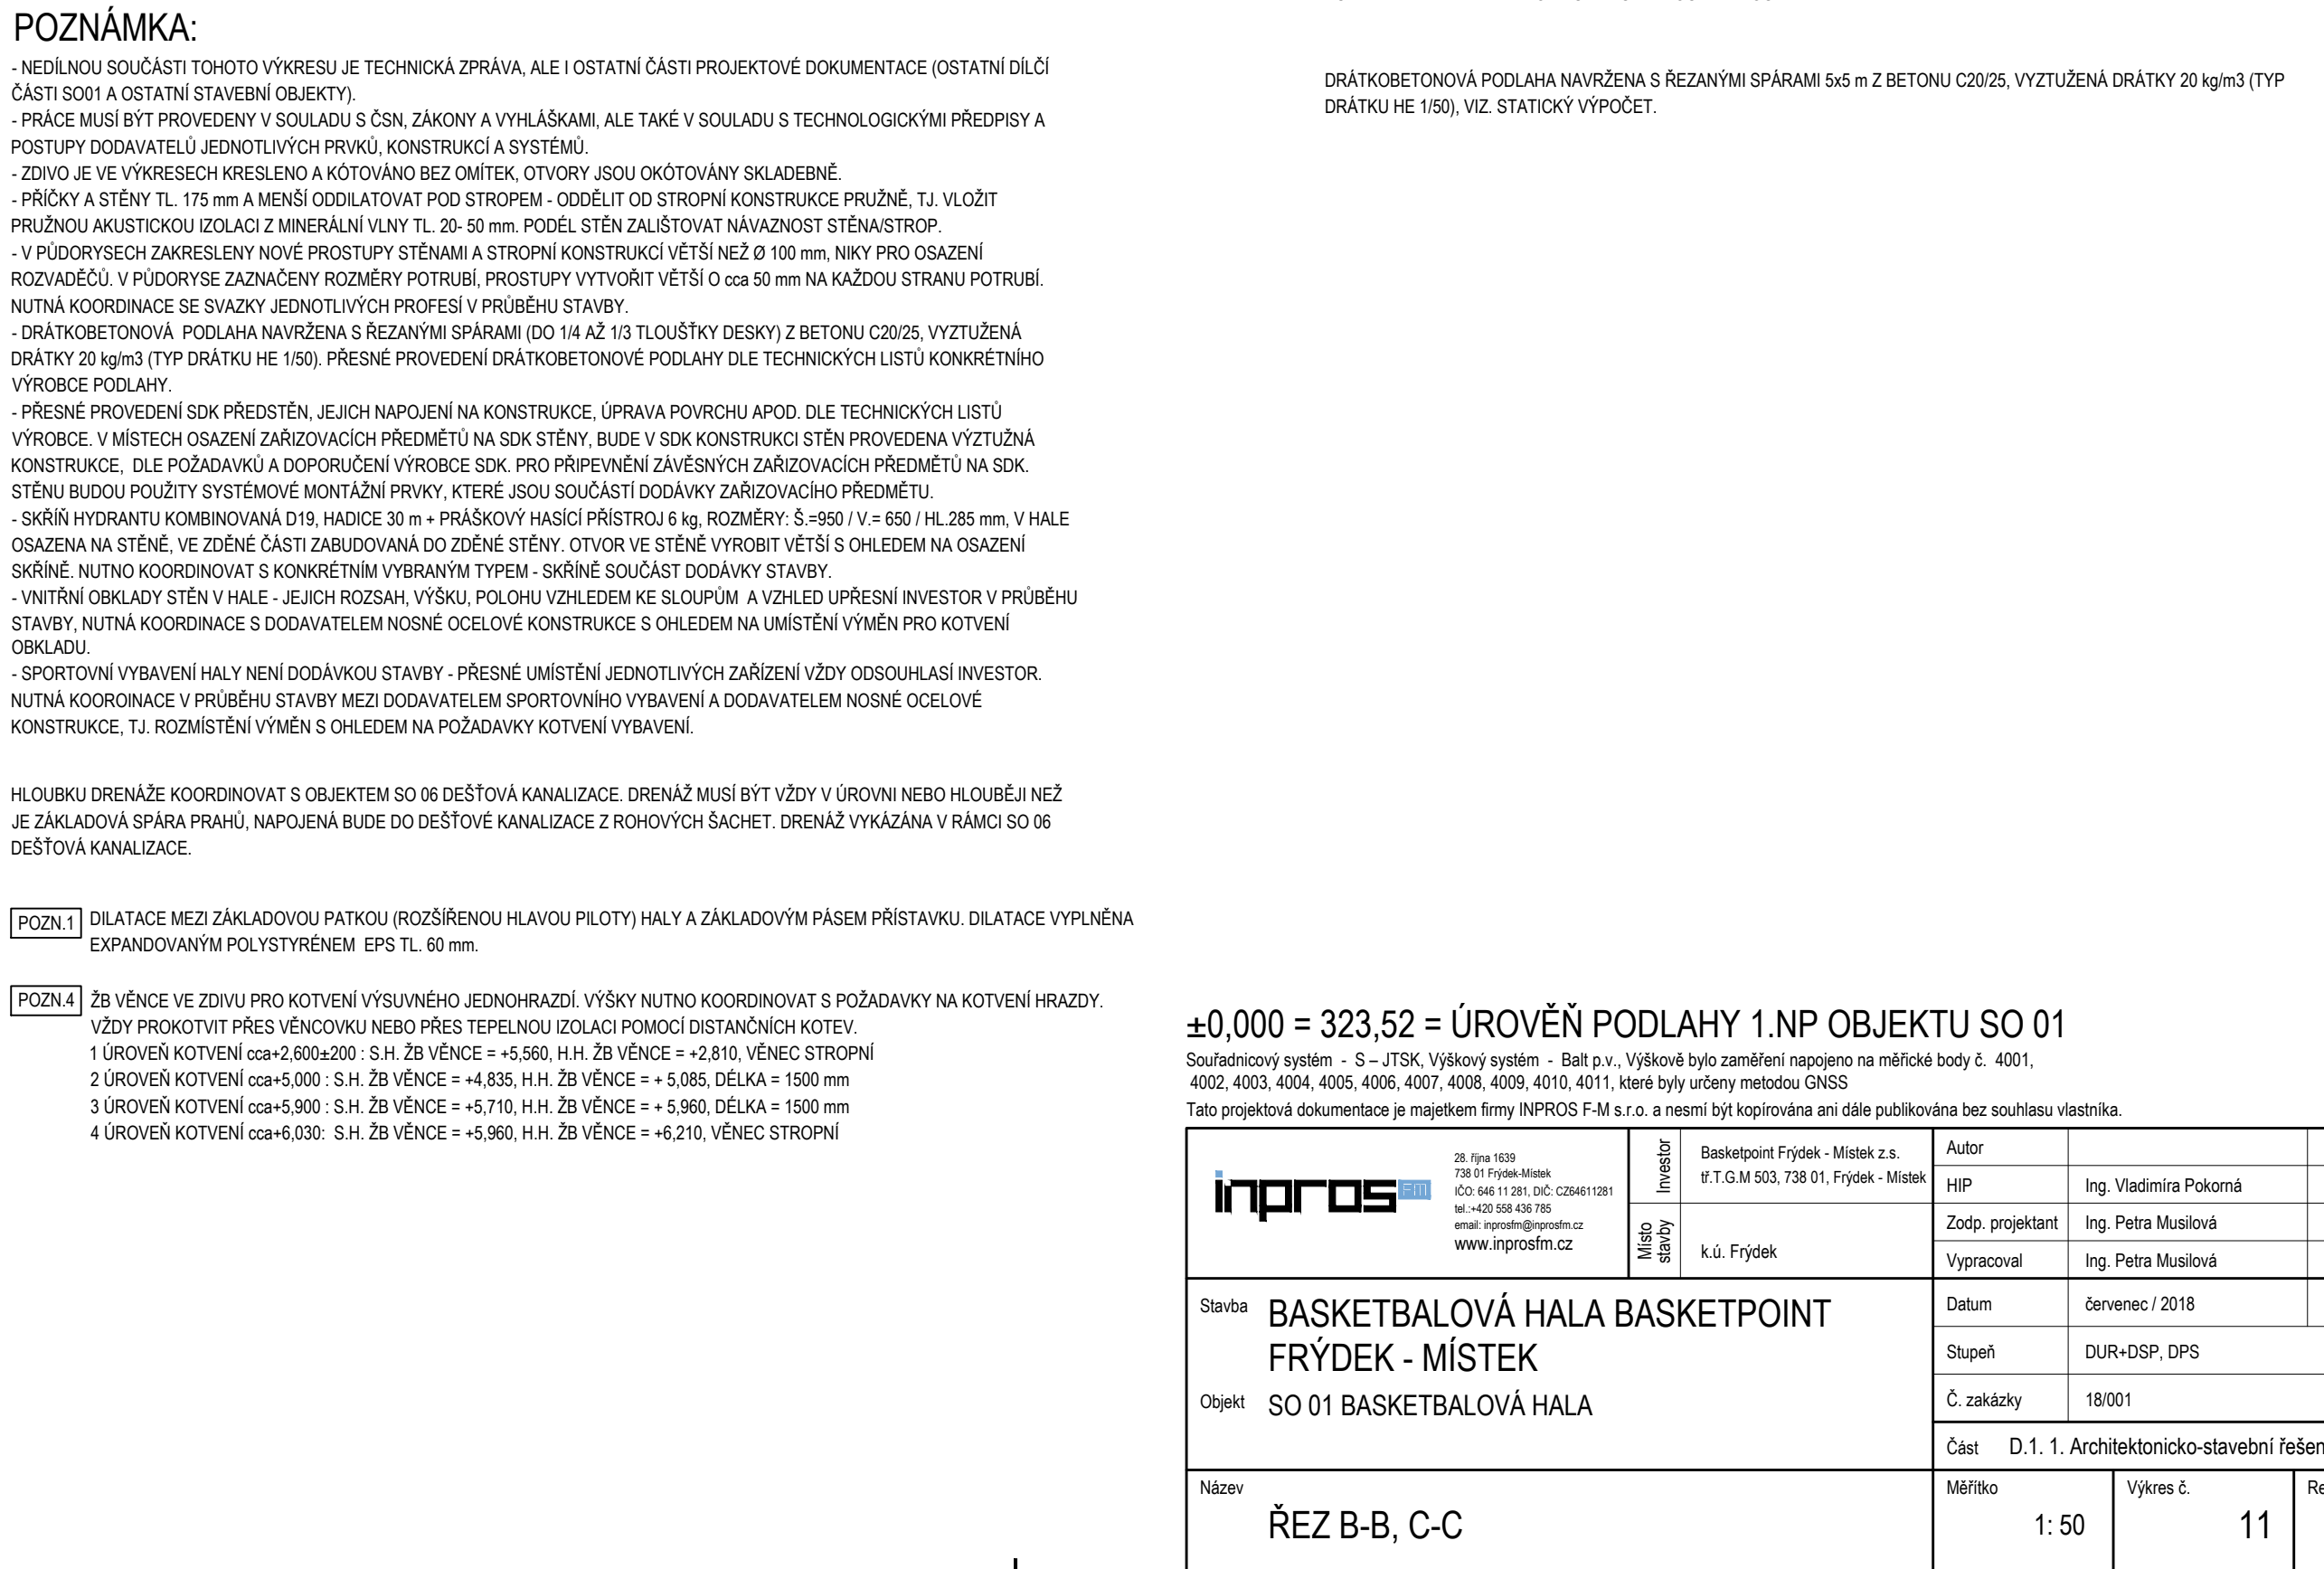 POZNÁMKA:
- NEDÍLNOU SOUČÁSTI TOHOTO VÝKRESU JE TECHNICKÁ ZPRÁVA, ALE I OSTATNÍ ČÁSTI PROJEKTOVÉ DOKUMENTACE (OSTATNÍ DÍLČÍ
ČÁSTI SO01 A OSTATNÍ STAVEBNÍ OBJEKTY).
- PRÁCE MUSÍ BÝT PROVEDENY V SOULADU S ČSN, ZÁKONY A VYHLÁŠKAMI, ALE TAKÉ V SOULADU S TECHNOLOGICKÝMI PŘEDPISY A
POSTUPY DODAVATELŮ JEDNOTLIVÝCH PRVKŮ, KONSTRUKCÍ A SYSTÉMŮ.
- ZDIVO JE VE VÝKRESECH KRESLENO A KÓTOVÁNO BEZ OMÍTEK, OTVORY JSOU OKÓTOVÁNY SKLADEBNĚ.
- PŘÍČKY A STĚNY TL. 175 mm A MENŠÍ ODDILATOVAT POD STROPEM - ODDĚLIT OD STROPNÍ KONSTRUKCE PRUŽNĚ, TJ. VLOŽIT
PRUŽNOU AKUSTICKOU IZOLACI Z MINERÁLNÍ VLNY TL. 20- 50 mm. PODÉL STĚN ZALIŠTOVAT NÁVAZNOST STĚNA/STROP.
- V PŮDORYSECH ZAKRESLENY NOVÉ PROSTUPY STĚNAMI A STROPNÍ KONSTRUKCÍ VĚTŠÍ NEŽ Ø 100 mm, NIKY PRO OSAZENÍ
ROZVADĚČŮ. V PŮDORYSE ZAZNAČENY ROZMĚRY POTRUBÍ, PROSTUPY VYTVOŘIT VĚTŠÍ O cca 50 mm NA KAŽDOU STRANU POTRUBÍ.
NUTNÁ KOORDINACE SE SVAZKY JEDNOTLIVÝCH PROFESÍ V PRŮBĚHU STAVBY.
- DRÁTKOBETONOVÁ  PODLAHA NAVRŽENA S ŘEZANÝMI SPÁRAMI (DO 1/4 AŽ 1/3 TLOUŠŤKY DESKY) Z BETONU C20/25, VYZTUŽENÁ
DRÁTKY 20 kg/m3 (TYP DRÁTKU HE 1/50). PŘESNÉ PROVEDENÍ DRÁTKOBETONOVÉ PODLAHY DLE TECHNICKÝCH LISTŮ KONKRÉTNÍHO
VÝROBCE PODLAHY.
- PŘESNÉ PROVEDENÍ SDK PŘEDSTĚN, JEJICH NAPOJENÍ NA KONSTRUKCE, ÚPRAVA POVRCHU APOD. DLE TECHNICKÝCH LISTŮ
VÝROBCE. V MÍSTECH OSAZENÍ ZAŘIZOVACÍCH PŘEDMĚTŮ NA SDK STĚNY, BUDE V SDK KONSTRUKCI STĚN PROVEDENA VÝZTUŽNÁ
KONSTRUKCE,  DLE POŽADAVKŮ A DOPORUČENÍ VÝROBCE SDK. PRO PŘIPEVNĚNÍ ZÁVĚSNÝCH ZAŘIZOVACÍCH PŘEDMĚTŮ NA SDK.
STĚNU BUDOU POUŽITY SYSTÉMOVÉ MONTÁŽNÍ PRVKY, KTERÉ JSOU SOUČÁSTÍ DODÁVKY ZAŘIZOVACÍHO PŘEDMĚTU.
- SKŘÍŇ HYDRANTU KOMBINOVANÁ D19, HADICE 30 m + PRÁŠKOVÝ HASÍCÍ PŘÍSTROJ 6 kg, ROZMĚRY: Š.=950 / V.= 650 / HL.285 mm, V HALE
OSAZENA NA STĚNĚ, VE ZDĚNÉ ČÁSTI ZABUDOVANÁ DO ZDĚNÉ STĚNY. OTVOR VE STĚNĚ VYROBIT VĚTŠÍ S OHLEDEM NA OSAZENÍ
SKŘÍNĚ. NUTNO KOORDINOVAT S KONKRÉTNÍM VYBRANÝM TYPEM - SKŘÍNĚ SOUČÁST DODÁVKY STAVBY.
- VNITŘNÍ OBKLADY STĚN V HALE - JEJICH ROZSAH, VÝŠKU, POLOHU VZHLEDEM KE SLOUPŮM  A VZHLED UPŘESNÍ INVESTOR V PRŮBĚHU
STAVBY, NUTNÁ KOORDINACE S DODAVATELEM NOSNÉ OCELOVÉ KONSTRUKCE S OHLEDEM NA UMÍSTĚNÍ VÝMĚN PRO KOTVENÍ
OBKLADU.
- SPORTOVNÍ VYBAVENÍ HALY NENÍ DODÁVKOU STAVBY - PŘESNÉ UMÍSTĚNÍ JEDNOTLIVÝCH ZAŘÍZENÍ VŽDY ODSOUHLASÍ INVESTOR.
NUTNÁ KOOROINACE V PRŮBĚHU STAVBY MEZI DODAVATELEM SPORTOVNÍHO VYBAVENÍ A DODAVATELEM NOSNÉ OCELOVÉ
KONSTRUKCE, TJ. ROZMÍSTĚNÍ VÝMĚN S OHLEDEM NA POŽADAVKY KOTVENÍ VYBAVENÍ.
HLOUBKU DRENÁŽE KOORDINOVAT S OBJEKTEM SO 06 DEŠŤOVÁ KANALIZACE. DRENÁŽ MUSÍ BÝT VŽDY V ÚROVNI NEBO HLOUBĚJI NEŽ
JE ZÁKLADOVÁ SPÁRA PRAHŮ, NAPOJENÁ BUDE DO DEŠŤOVÉ KANALIZACE Z ROHOVÝCH ŠACHET. DRENÁŽ VYKÁZÁNA V RÁMCI SO 06
DEŠŤOVÁ KANALIZACE.
POZN.1 DILATACE MEZI ZÁKLADOVOU PATKOU (ROZŠÍŘENOU HLAVOU PILOTY) HALY A ZÁKLADOVÝM PÁSEM PŘÍSTAVKU. DILATACE VYPLNĚNA
EXPANDOVANÝM POLYSTYRÉNEM  EPS TL. 60 mm.
POZN.4 ŽB VĚNCE VE ZDIVU PRO KOTVENÍ VÝSUVNÉHO JEDNOHRAZDÍ. VÝŠKY NUTNO KOORDINOVAT S POŽADAVKY NA KOTVENÍ HRAZDY.
VŽDY PROKOTVIT PŘES VĚNCOVKU NEBO PŘES TEPELNOU IZOLACI POMOCÍ DISTANČNÍCH KOTEV.
1 ÚROVEŇ KOTVENÍ cca+2,600±200 : S.H. ŽB VĚNCE = +5,560, H.H. ŽB VĚNCE = +2,810, VĚNEC STROPNÍ
2 ÚROVEŇ KOTVENÍ cca+5,000 : S.H. ŽB VĚNCE = +4,835, H.H. ŽB VĚNCE = + 5,085, DÉLKA = 1500 mm
3 ÚROVEŇ KOTVENÍ cca+5,900 : S.H. ŽB VĚNCE = +5,710, H.H. ŽB VĚNCE = + 5,960, DÉLKA = 1500 mm
4 ÚROVEŇ KOTVENÍ cca+6,030:  S.H. ŽB VĚNCE = +5,960, H.H. ŽB VĚNCE = +6,210, VĚNEC STROPNÍ
DRÁTKOBETONOVÁ PODLAHA NAVRŽENA S ŘEZANÝMI SPÁRAMI 5x5 m Z BETONU C20/25, VYZTUŽENÁ DRÁTKY 20 kg/m3 (TYP
DRÁTKU HE 1/50), VIZ. STATICKÝ VÝPOČET.
±0,000 = 323,52 = ÚROVĚŇ PODLAHY 1.NP OBJEKTU SO 01
Souřadnicový systém  -  S – JTSK, Výškový systém  -  Balt p.v., Výškově bylo zaměření napojeno na měřické body č.  4001,
4002, 4003, 4004, 4005, 4006, 4007, 4008, 4009, 4010, 4011, které byly určeny metodou GNSS
Tato projektová dokumentace je majetkem firmy INPROS F-M s.r.o. a nesmí být kopírována ani dále publikována bez souhlasu vlastníka.
inpros FM
28. října 1639
738 01 Frýdek-Místek
IČO: 646 11 281, DIČ: CZ64611281
tel.:+420 558 436 785
email: inprosfm@inprosfm.cz
www.inprosfm.cz
Investor
Basketpoint Frýdek - Místek z.s.
tř.T.G.M 503, 738 01, Frýdek - Místek
Místo
stavby
k.ú. Frýdek
Autor
HIP Ing. Vladimíra Pokorná
Zodp. projektant Ing. Petra Musilová
Vypracoval Ing. Petra Musilová
Stavba BASKETBALOVÁ HALA BASKETPOINT
FRÝDEK - MÍSTEK
Objekt SO 01 BASKETBALOVÁ HALA
Datum červenec / 2018
Stupeň DUR+DSP, DPS
Č. zakázky 18/001
Část D.1. 1. Architektonicko-stavební řešen
Název
ŘEZ B-B, C-C
Měřítko
1: 50
Výkres č.
11
Re